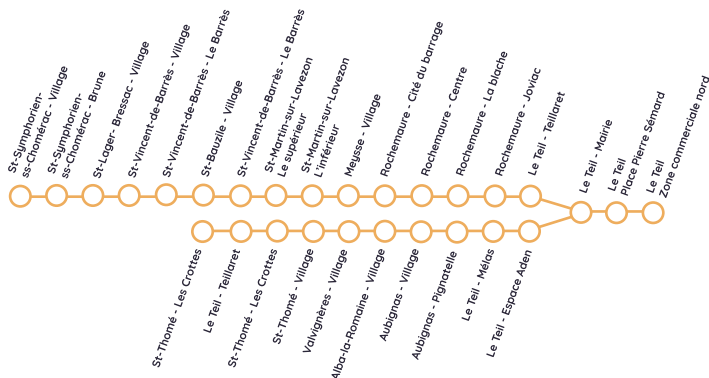 St-Symphorien-
ss-Chomérac - Village
St-Symphorien-
ss-Chomérac - Brune
St-Lager- Bressac - Village
St-Vincent-de-Barrès - Village
St-Vincent-de-Barrès - Le Barrès
St-Bauzile - Village
St-Vincent-de-Barrès - Le Barrès
St-Martin-sur-Lavezon
Le supérieur
St-Martin-sur-Lavezon
L'inférieur
Meysse - Village
Rochemaure - Cité du barrage
Rochemaure - Centre
Rochemaure - La blache
Rochemaure - Joviac
Le Teil - Teillaret
Le Teil - Mairie
Le Teil
Place Pierre Sémard
Le Teil
Zone commerciale nord
St-Thomé - Les Crottes
Le Teil - Teillaret
St-Thomé - Les Crottes
St-Thomé - Village
Valvignères - Village
Alba-la-Romaine - Village
Aubignas - Village
Aubignas - Pignatelle
Le Teil - Mélas
Le Teil - Espace Aden